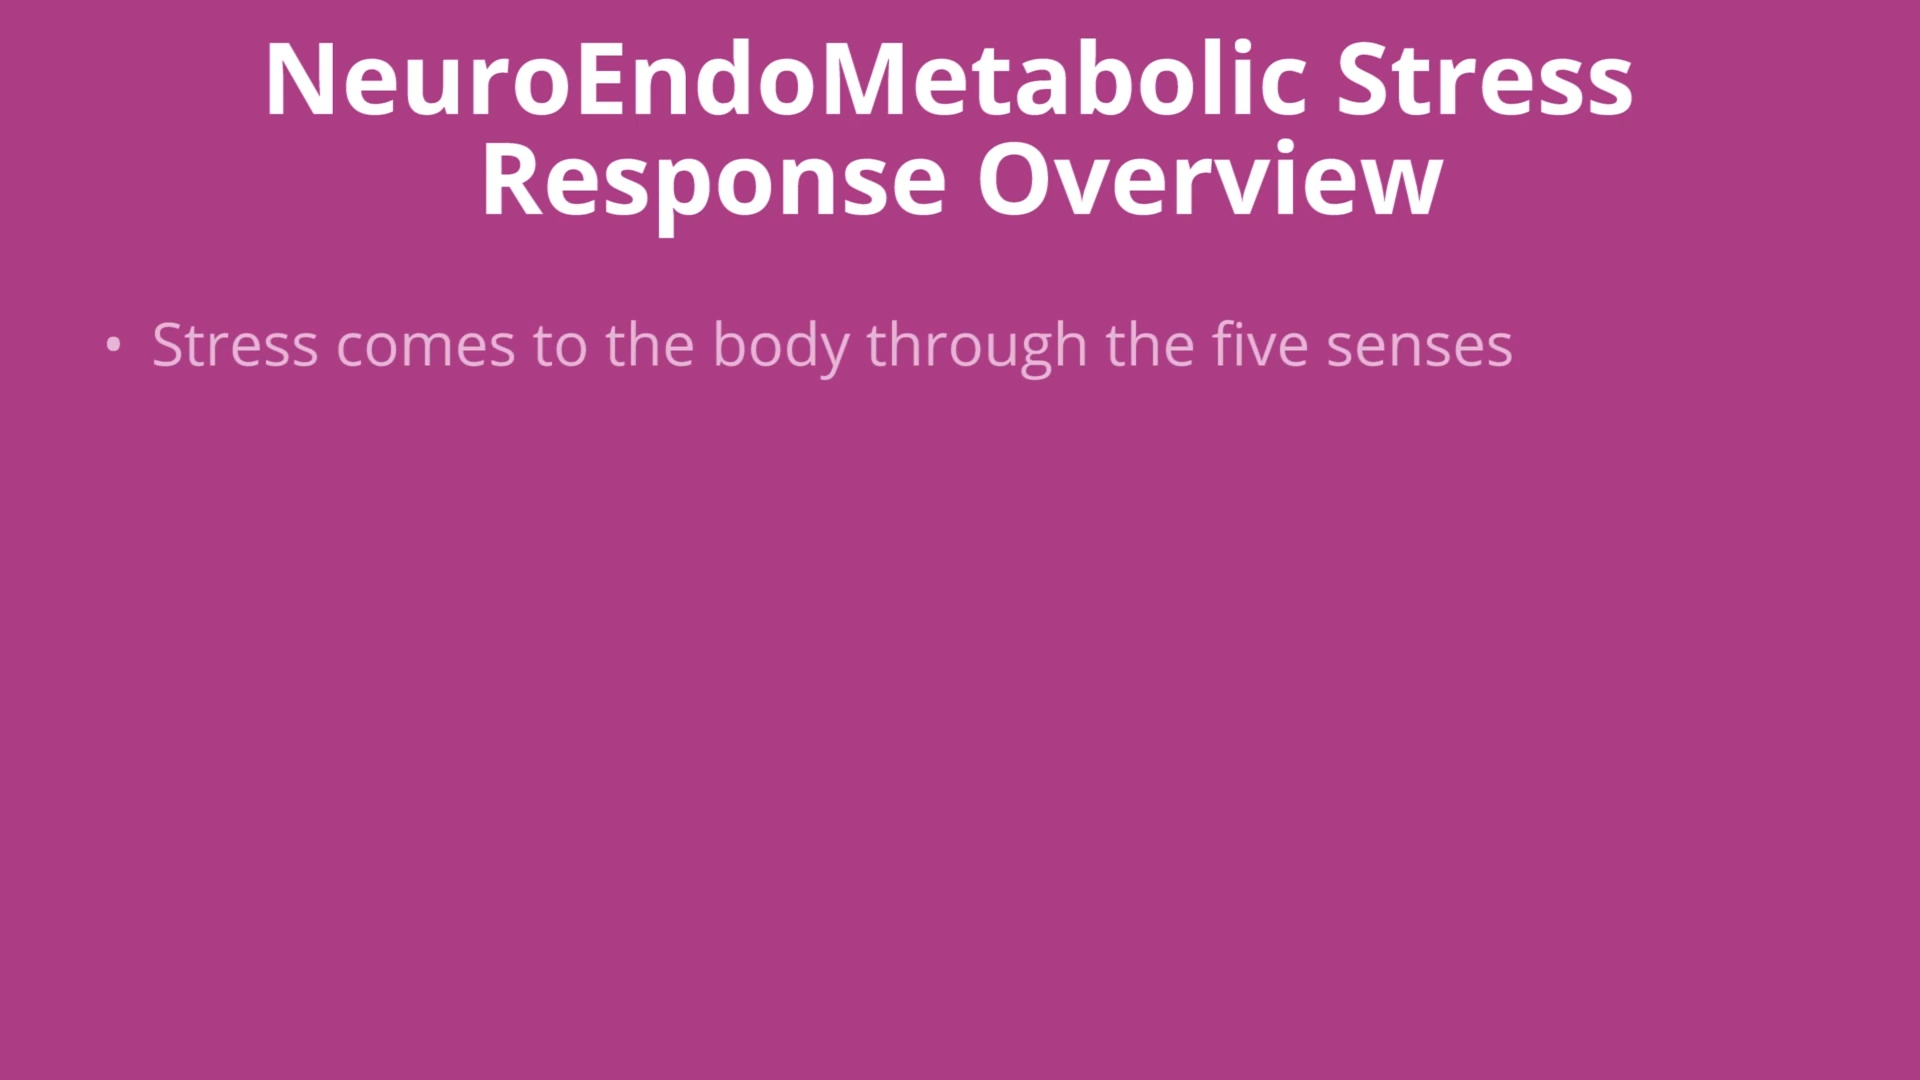 NeuroEndoMetabolic Stress
Response Overview
• Stress comes to the body through the five senses